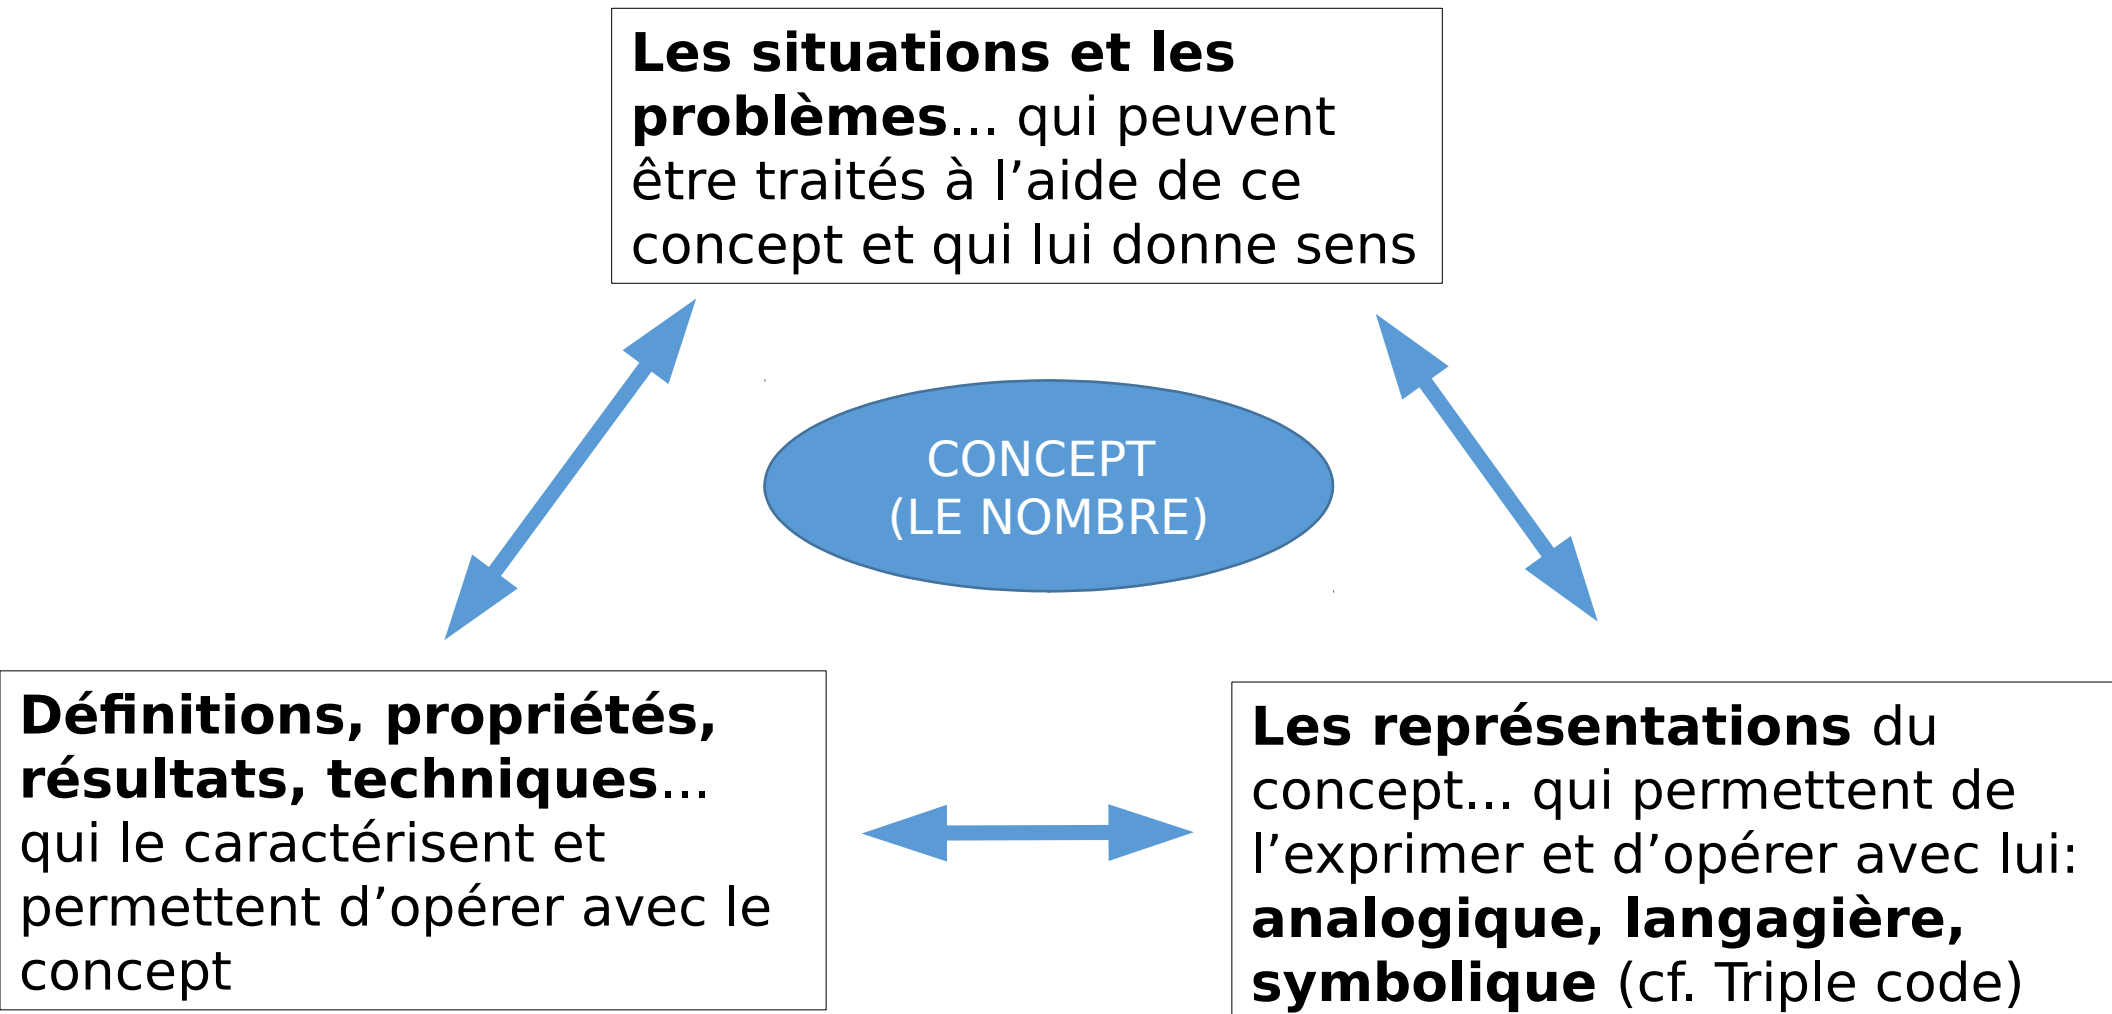 Les situations et les
problèmes... qui peuvent
être traités à l’aide de ce
concept et qui lui donne sens
CONCEPT
(LE NOMBRE)
Définitions, propriétés,
résultats, techniques...
qui le caractérisent et
permettent d’opérer avec le
concept
Les représentations du
concept... qui permettent de
l’exprimer et d’opérer avec lui:
analogique, langagière,
symbolique (cf. Triple code)